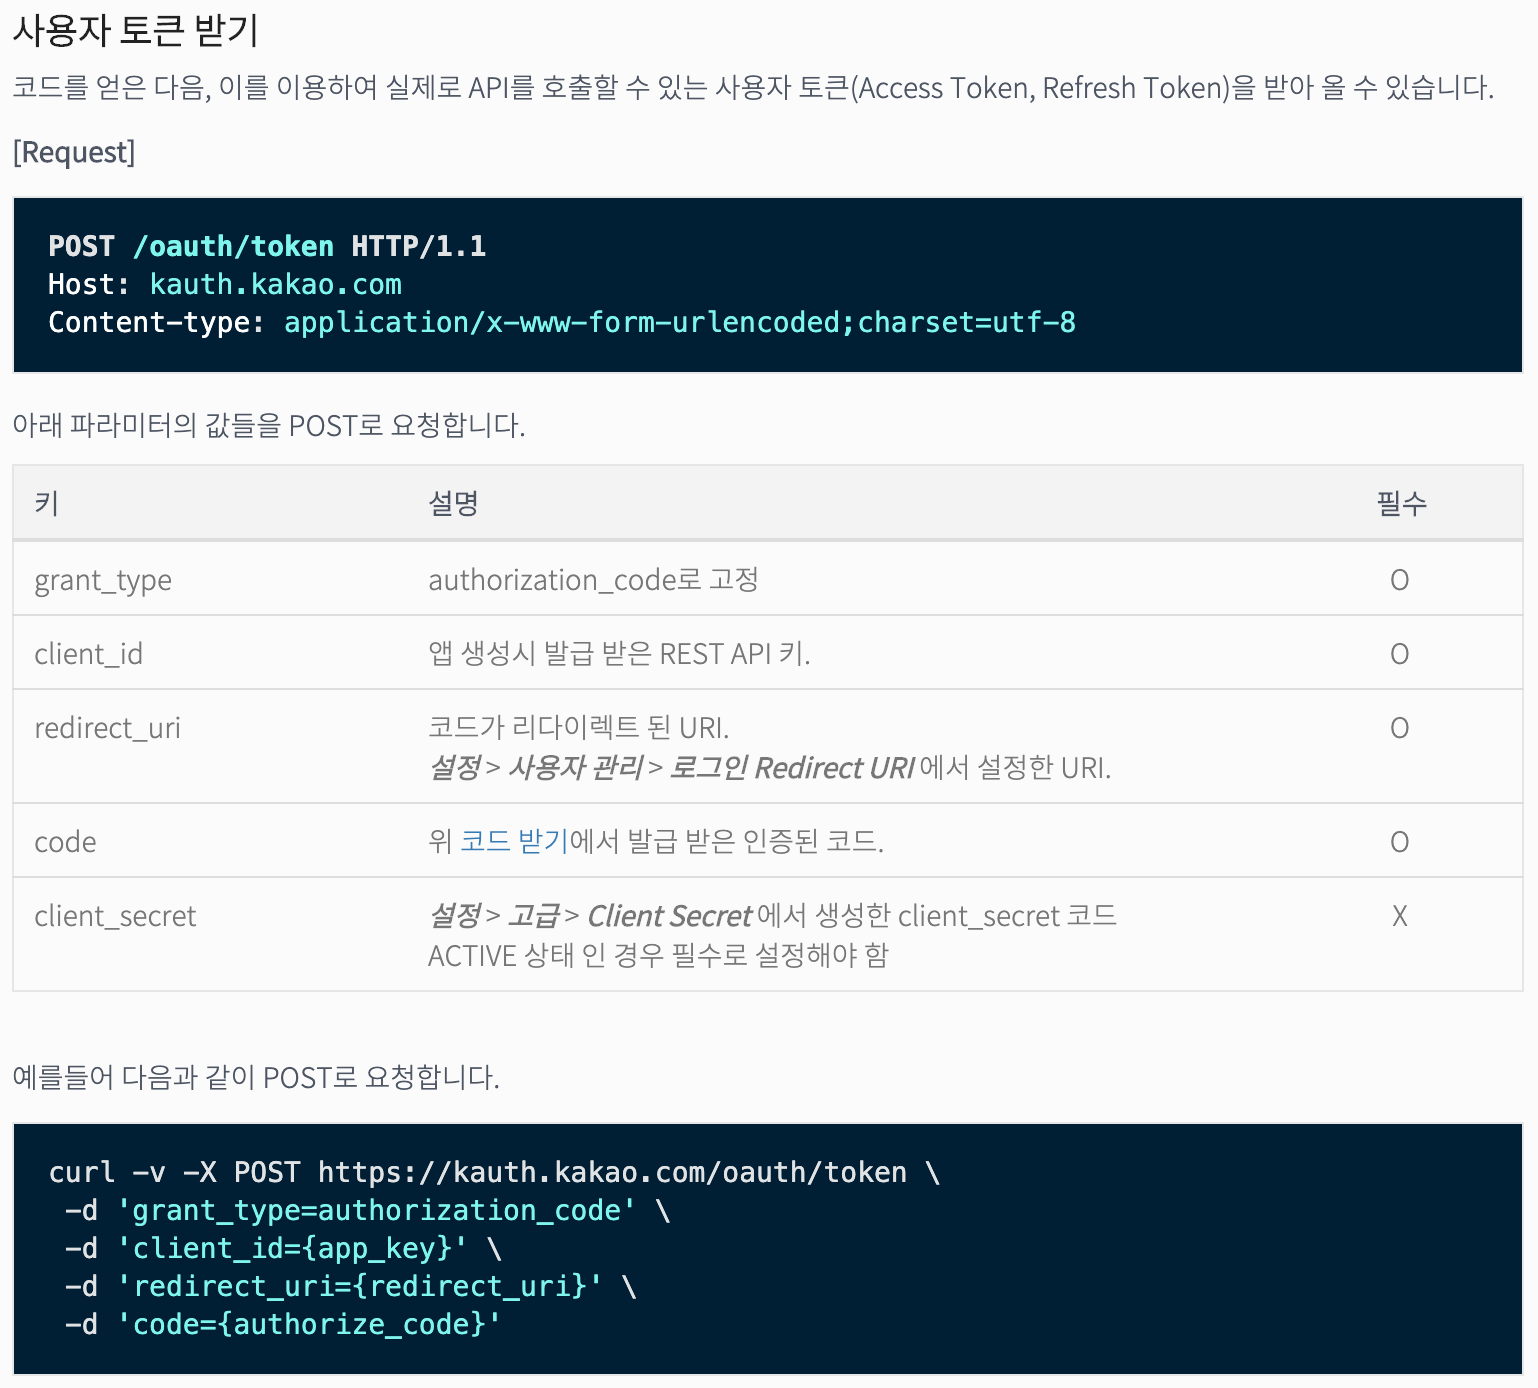 사용자 토큰 받기
코드를 얻은 다음, 이를 이용하여 실제로 API를 호출할 수 있는 사용자 토큰(Access Token, Refresh Token)을 받아 올 수 있습니다.
[Request]
POST /oauth/token HTTP/1.1
Host: kauth.kakao.com
Content-type: application/x-www-form-urlencoded;charset=utf-8
아래 파라미터의 값들을 POST로 요청합니다.
키 설명 필수
grant_type authorization_code로 고정 O
client_id 앱 생성시 발급 받은 REST API 키. O
redirect_uri 코드가 리다이렉트 된 URI. O
설정 > 사용자 관리 > 로그인 Redirect URI 에서 설정한 URI.
code 위 코드 받기에서 발급 받은 인증된 코드. O
client_secret 설정 > 고급 > Client Secret 에서 생성한 client_secret 코드 X
ACTIVE 상태 인 경우 필수로 설정해야 함
예를들어 다음과 같이 POST로 요청합니다.
curl -v -X POST https://kauth.kakao.com/oauth/token \
-d 'grant_type=authorization_code' \
-d 'client_id={app_key}' \
-d 'redirect_uri={redirect_uri}' \
-d 'code={authorize_code}'